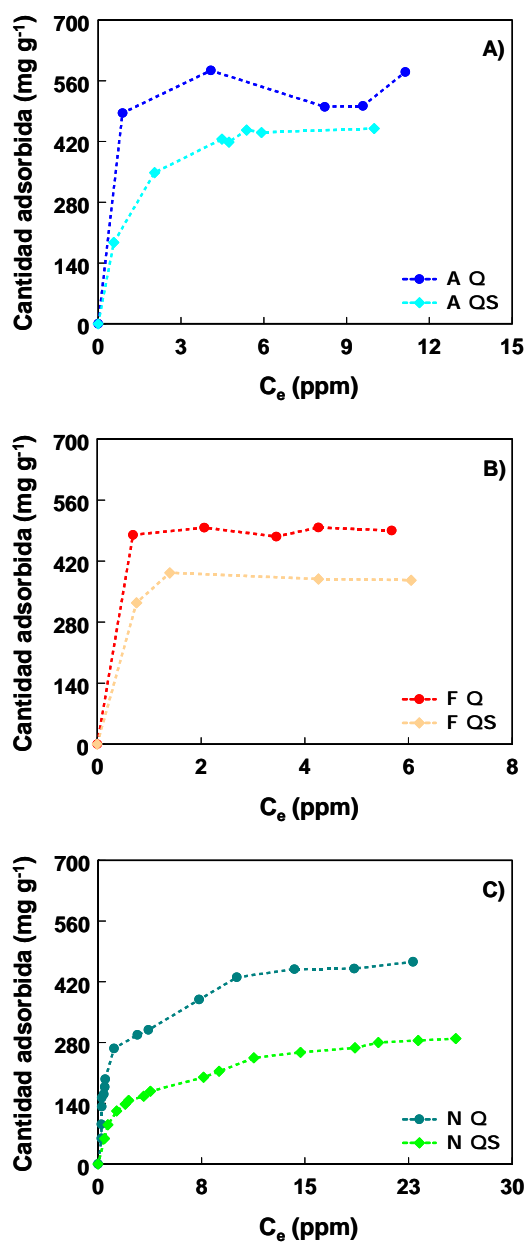 A)
Cantidad adsorbida (mg g⁻¹)
700
560
420
280
140
0
A Q
A QS
0 3 6 9 12 15
Cₑ (ppm)
B)
Cantidad adsorbida (mg g⁻¹)
700
560
420
280
140
0
F Q
F QS
0 2 4 6 8
Cₑ (ppm)
C)
Cantidad adsorbida (mg g⁻¹)
700
560
420
280
140
0
N Q
N QS
0 8 15 23 30
Cₑ (ppm)